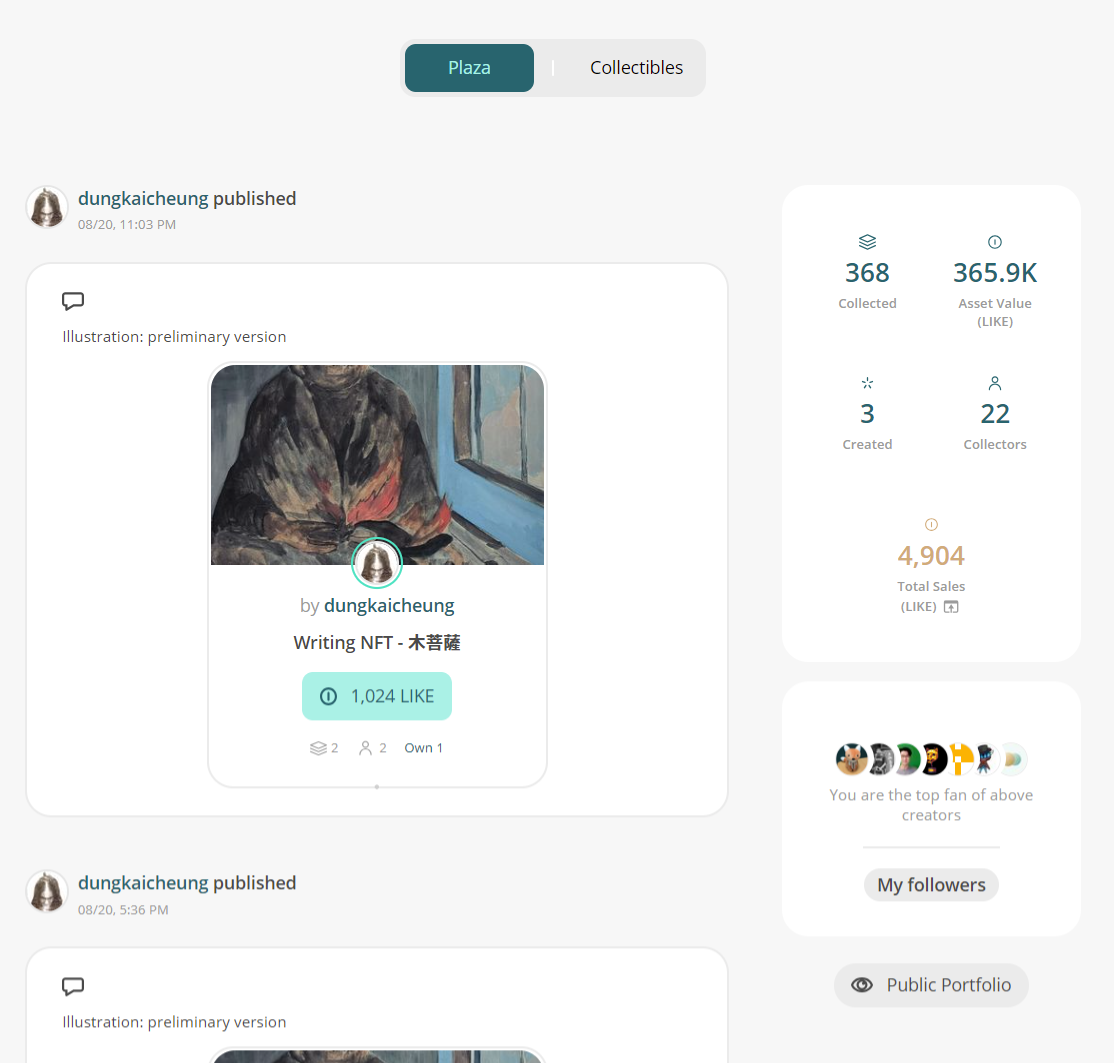 Plaza
Collectibles
dungkaicheung published
08/20, 11:03 PM
Illustration: preliminary version
by dungkaicheung
Writing NFT - 木菩薩
1,024 LIKE
2 2 Own 1
dungkaicheung published
08/20, 5:36 PM
Illustration: preliminary version
368
Collected
365.9K
Asset Value
(LIKE)
3
Created
22
Collectors
4,904
Total Sales
(LIKE)
You are the top fan of above
creators
My followers
Public Portfolio